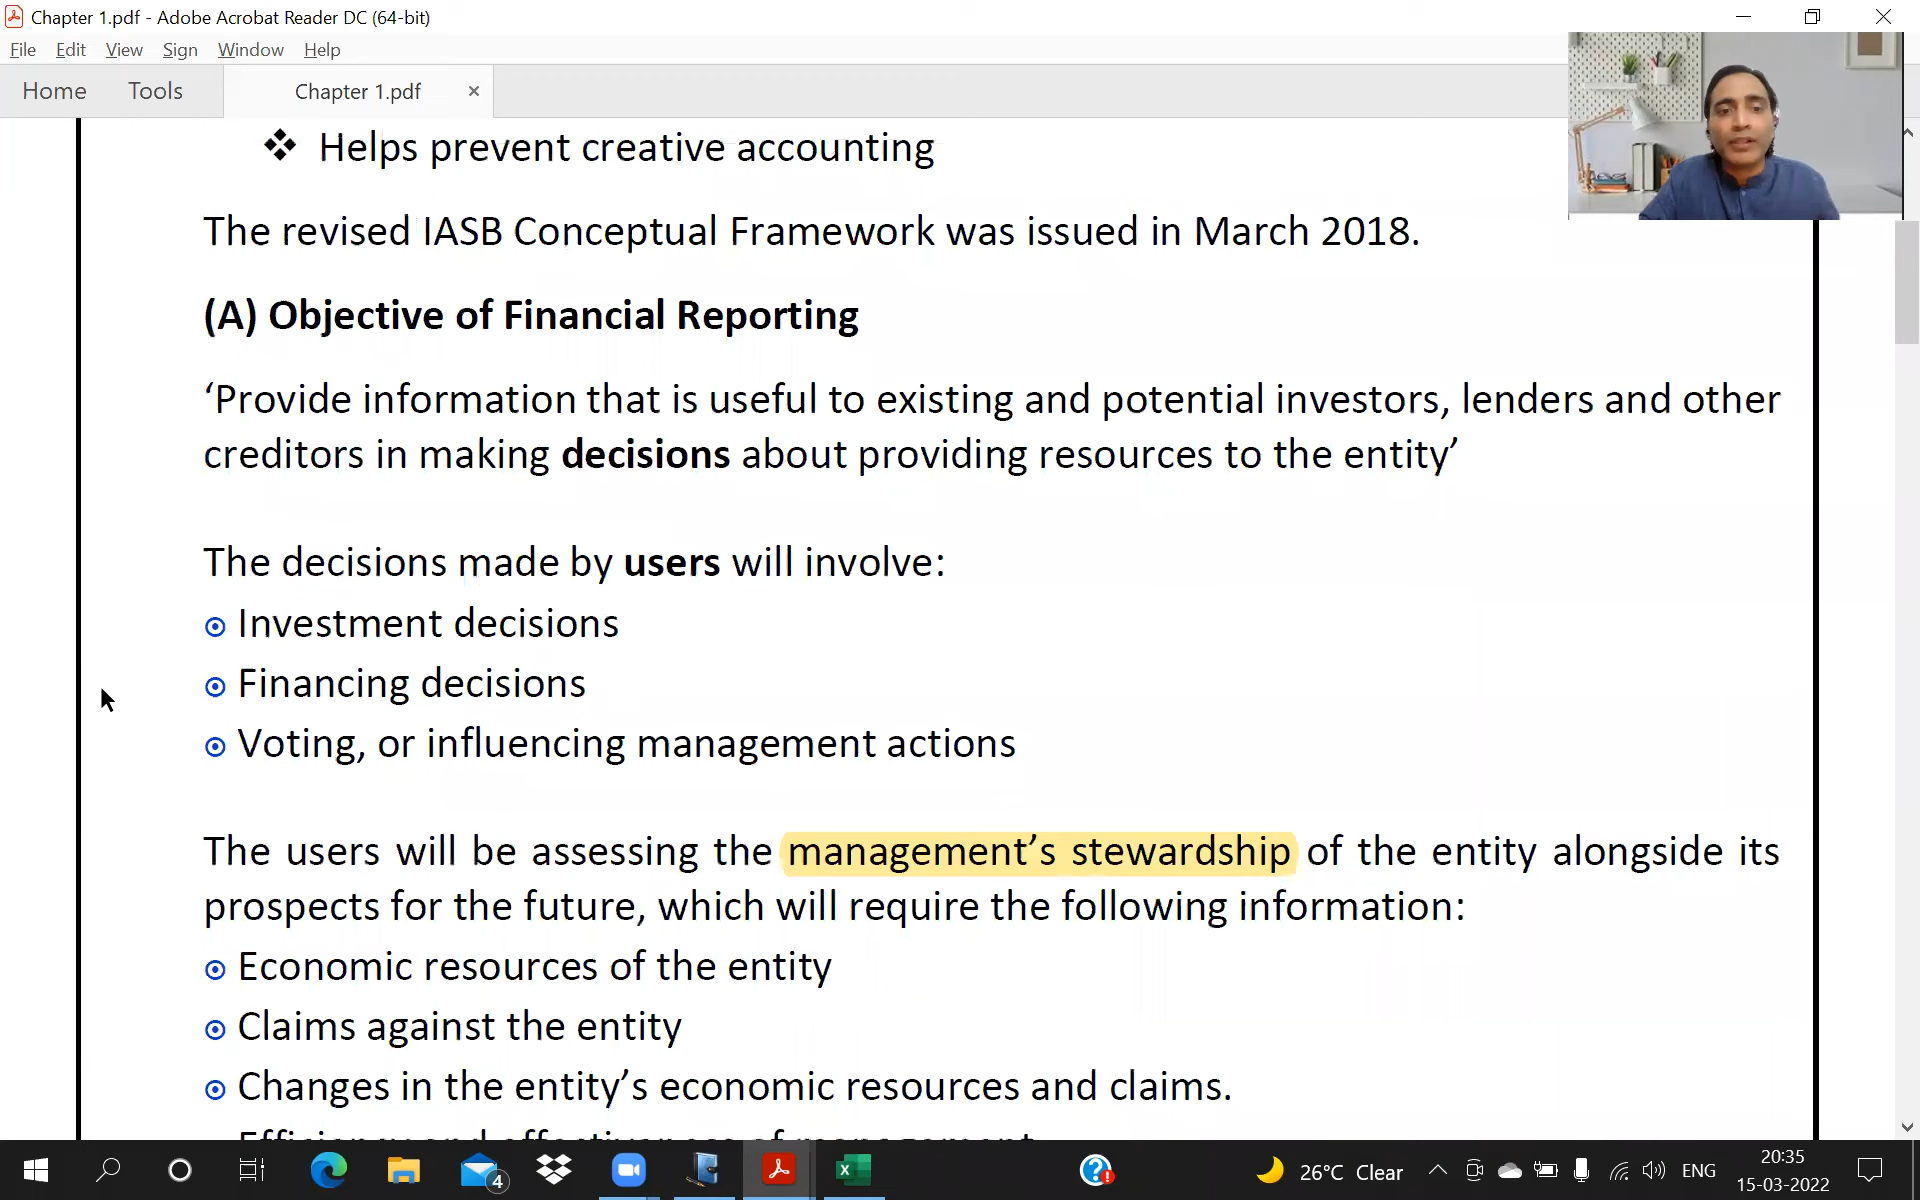 Chapter 1.pdf - Adobe Acrobat Reader DC (64-bit)
File Edit View Sign Window Help
Home Tools Chapter 1.pdf ×
Helps prevent creative accounting
The revised IASB Conceptual Framework was issued in March 2018.
(A) Objective of Financial Reporting
‘Provide information that is useful to existing and potential investors, lenders and other
creditors in making decisions about providing resources to the entity’
The decisions made by users will involve:
Investment decisions
Financing decisions
Voting, or influencing management actions
The users will be assessing the management’s stewardship of the entity alongside its
prospects for the future, which will require the following information:
Economic resources of the entity
Claims against the entity
Changes in the entity’s economic resources and claims.
Efficiency and effectiveness of management
4
26°C Clear
ENG
20:35
15-03-2022